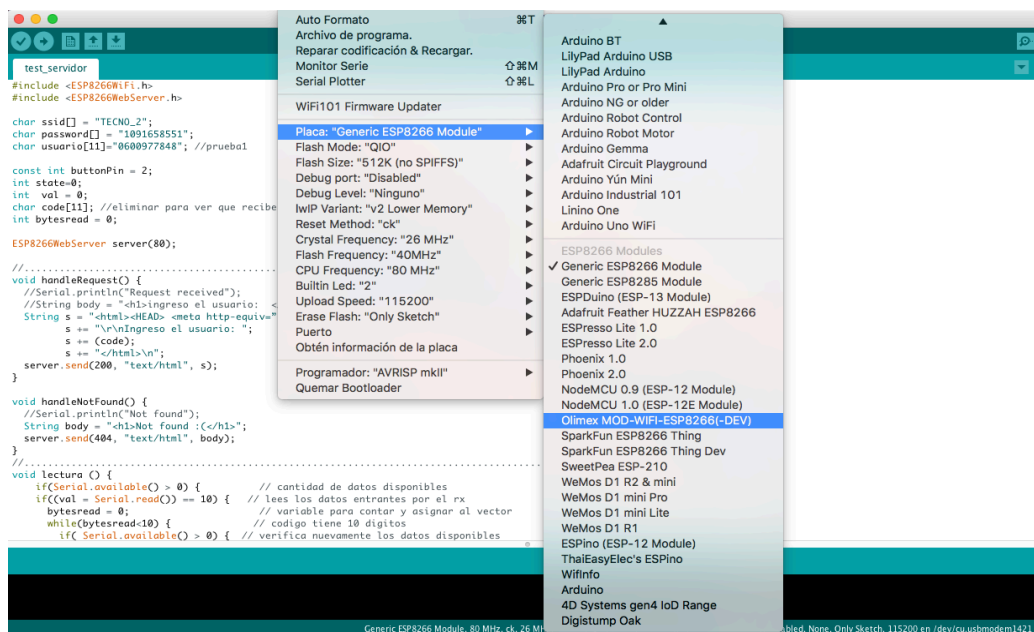 test_servidor
#include <ESP8266WiFi.h>
#include <ESP8266WebServer.h>
char ssid[] = "TECNO_2";
char password[] = "1091658551";
char usuario[11]="0600977848"; //prueba1
const int buttonPin = 2;
int state=0;
int val = 0;
char code[11]; //eliminar para ver que recibe
int bytesread = 0;
ESP8266WebServer server(80);
void handleRequest() {
//Serial.println("Request received");
//String body = "<h1>ingreso el usuario: <
String s = "<html><HEAD> <meta http-equiv="
s += "\r\nIngreso el usuario: ";
s += (code);
s += "</html>\n";
server.send(200, "text/html", s);
}
void handleNotFound() {
//Serial.println("Not found");
String body = "<h1>Not found :(</h1>";
server.send(404, "text/html", body);
}
void lectura () {
if(Serial.available() > 0) { // cantidad de datos disponibles
if((val = Serial.read()) == 10) { // lees los datos entrantes por el rx
bytesread = 0; // variable para contar y asignar al vector
while(bytesread<10) { // codigo tiene 10 digitos
if( Serial.available() > 0) { // verifica nuevamente los datos disponibles
Auto Formato ⌘T
Archivo de programa.
Reparar codificación & Recargar.
Monitor Serie ⇧⌘M
Serial Plotter ⇧⌘L
WiFi101 Firmware Updater
Placa: "Generic ESP8266 Module"
Flash Mode: "QIO"
Flash Size: "512K (no SPIFFS)"
Debug port: "Disabled"
Debug Level: "Ninguno"
IwIP Variant: "v2 Lower Memory"
Reset Method: "ck"
Crystal Frequency: "26 MHz"
Flash Frequency: "40MHz"
CPU Frequency: "80 MHz"
Builtin Led: "2"
Upload Speed: "115200"
Erase Flash: "Only Sketch"
Puerto
Obtén información de la placa
Programador: "AVRISP mkII"
Quemar Bootloader
Arduino BT
LilyPad Arduino USB
LilyPad Arduino
Arduino Pro or Pro Mini
Arduino NG or older
Arduino Robot Control
Arduino Robot Motor
Arduino Gemma
Adafruit Circuit Playground
Arduino Yún Mini
Arduino Industrial 101
Linino One
Arduino Uno WiFi
ESP8266 Modules
✓ Generic ESP8266 Module
Generic ESP8285 Module
ESPDuino (ESP-13 Module)
Adafruit Feather HUZZAH ESP8266
ESPresso Lite 1.0
ESPresso Lite 2.0
Phoenix 1.0
Phoenix 2.0
NodeMCU 0.9 (ESP-12 Module)
NodeMCU 1.0 (ESP-12E Module)
Olimex MOD-WIFI-ESP8266(-DEV)
SparkFun ESP8266 Thing
SparkFun ESP8266 Thing Dev
SweetPea ESP-210
WeMos D1 R2 & mini
WeMos D1 mini Pro
WeMos D1 mini Lite
WeMos D1 R1
ESPino (ESP-12 Module)
ThaiEasyElec's ESPino
WifInfo
Arduino
4D Systems gen4 IoD Range
Digistump Oak
Generic ESP8266 Module, 80 MHz, ck, 26 MH
bled, None, Only Sketch, 115200 en /dev/cu.usbmodem1421